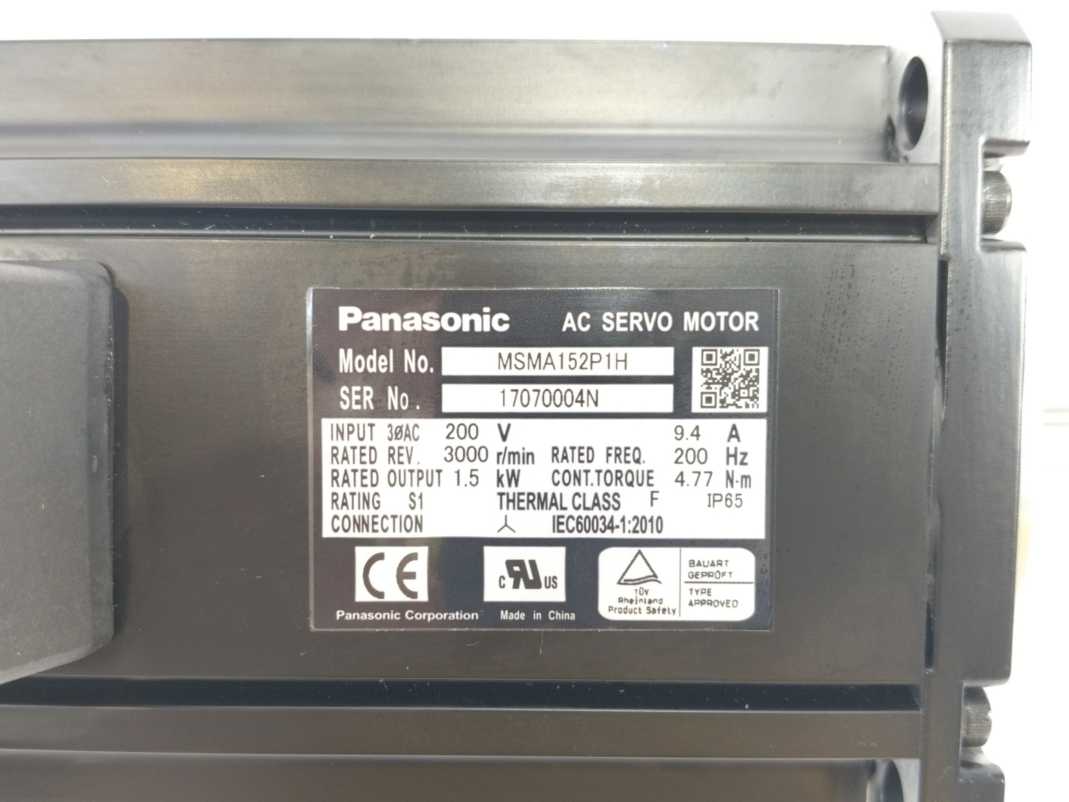 Panasonic AC SERVO MOTOR
Model No. MSMA152P1H
SER No. 17070004N
INPUT 3øAC 200 V 9.4 A
RATED REV. 3000 r/min RATED FREQ. 200 Hz
RATED OUTPUT 1.5 kW CONT.TORQUE 4.77 N-m
RATING S1 THERMAL CLASS F IP65
CONNECTION IEC60034-1:2010
CE
c RU US
TÜV
Rheinland
Product Safety
BAUART
GEPRÜFT
TYPE
APPROVED
Panasonic Corporation Made in China